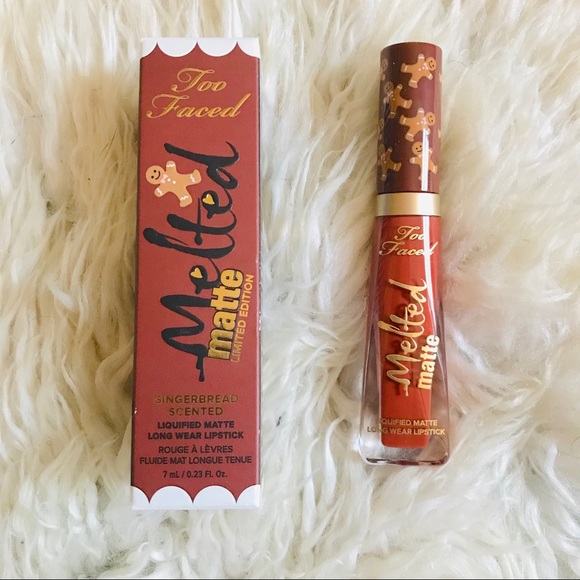 Too
Faced
Melted
matte
LIMITED EDITION
GINGERBREAD
SCENTED
LIQUIFIED MATTE
LONG WEAR LIPSTICK
ROUGE À LÈVRES
FLUIDE MAT LONGUE TENUE
7 mL / 0.23 Fl. Oz.
Too
Faced
Melted
matte
LIQUIFIED MATTE
LONG WEAR LIPSTICK